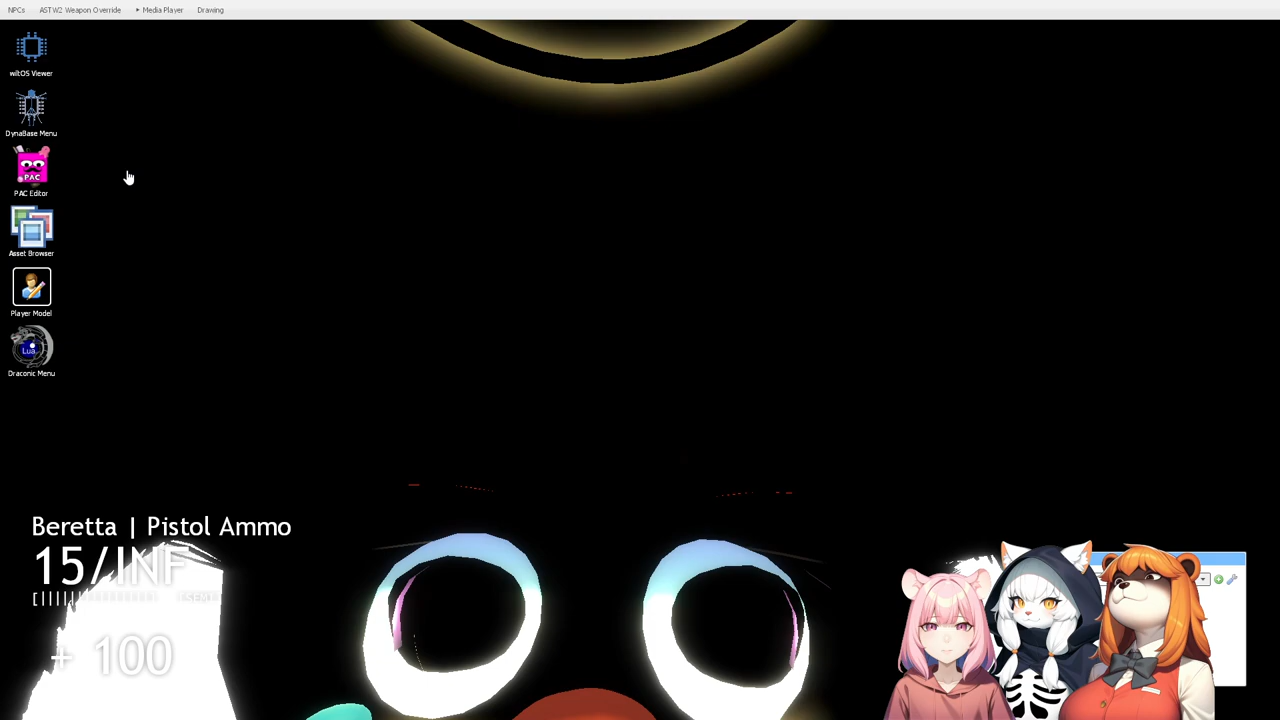 NPCs
ASTW2 Weapon Override
Media Player
Drawing
wiltOS Viewer
DynaBase Menu
PAC
PAC Editor
Asset Browser
Player Model
Lua
Draconic Menu
Beretta | Pistol Ammo
15/INF
[SEMI]
+ 100